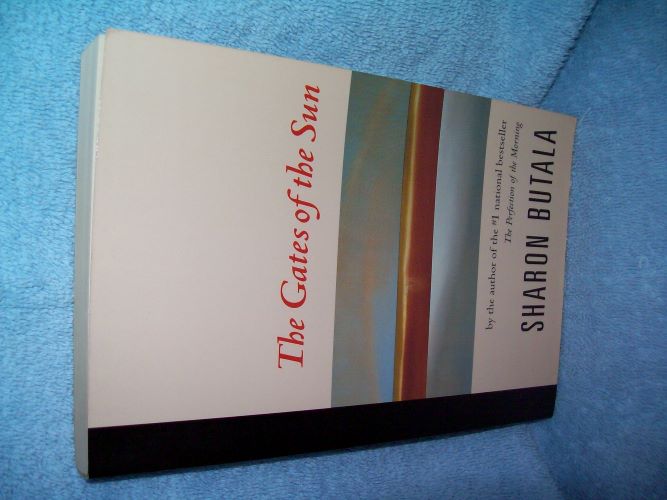 The Gates of the Sun
by the author of the #1 national bestseller
The Perfection of the Morning
SHARON BUTALA